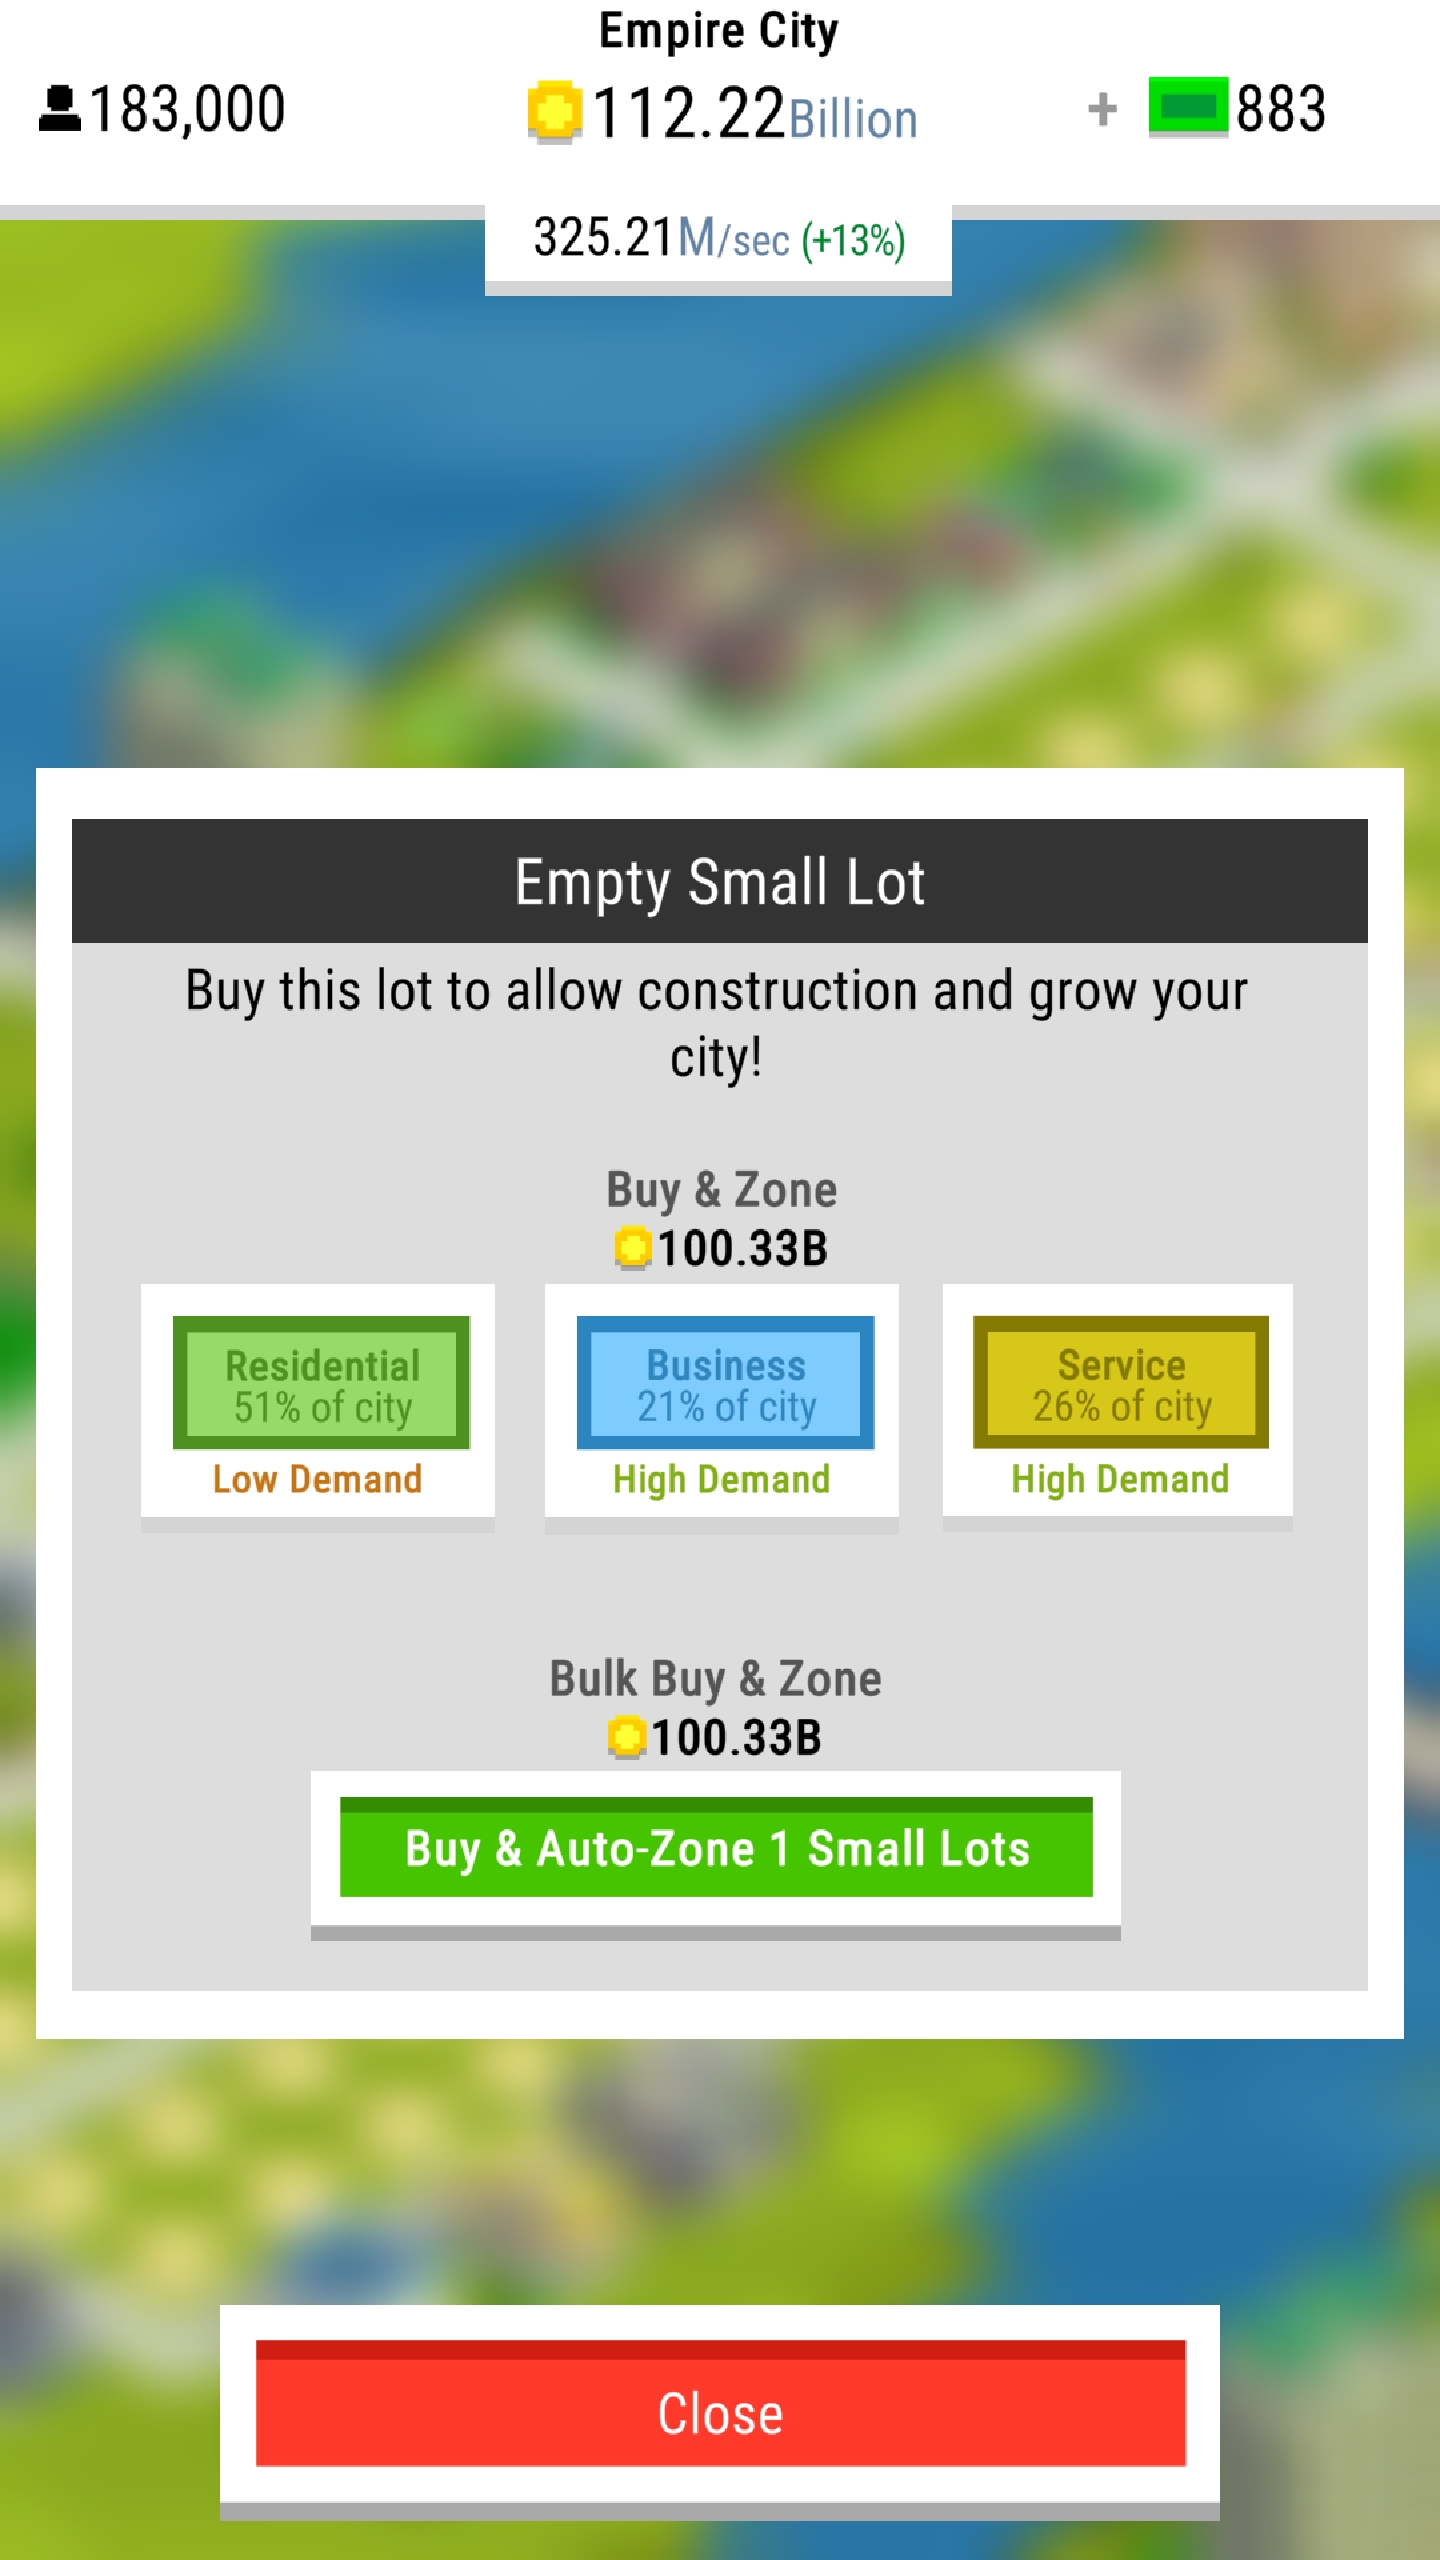 Empire City
183,000
112.22Billion
+ 883
325.21M/sec (+13%)
Empty Small Lot
Buy this lot to allow construction and grow your
city!
Buy & Zone
100.33B
Residential
51% of city
Low Demand
Business
21% of city
High Demand
Service
26% of city
High Demand
Bulk Buy & Zone
100.33B
Buy & Auto-Zone 1 Small Lots
Close